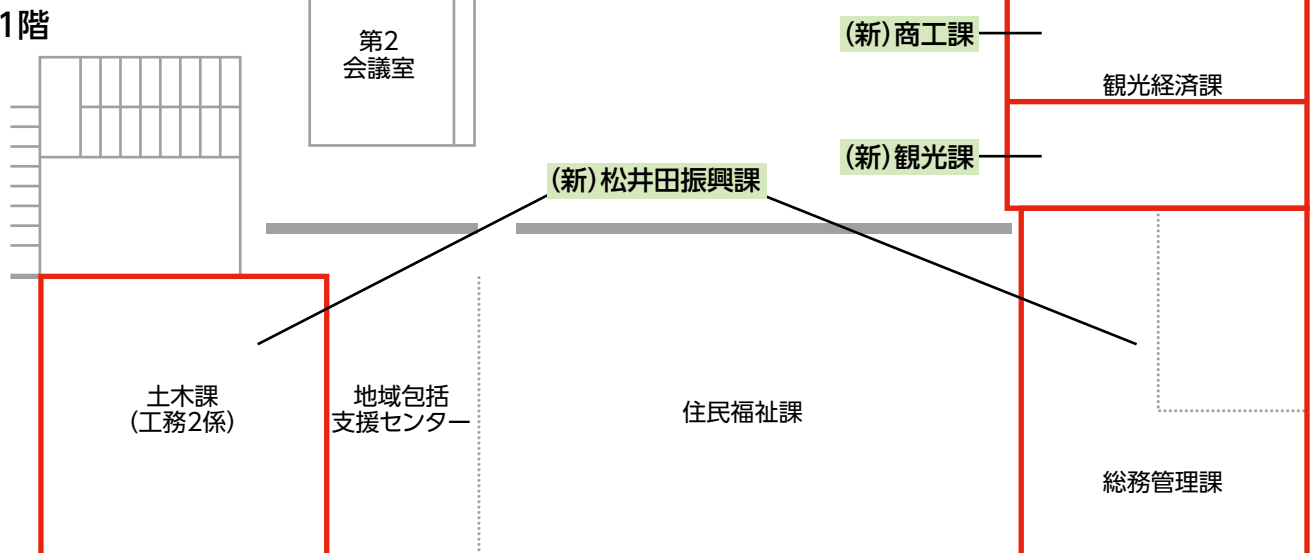 1階
第2
会議室
(新)商工課
観光経済課
(新)観光課
(新)松井田振興課
土木課
(工務2係)
地域包括
支援センター
住民福祉課
総務管理課